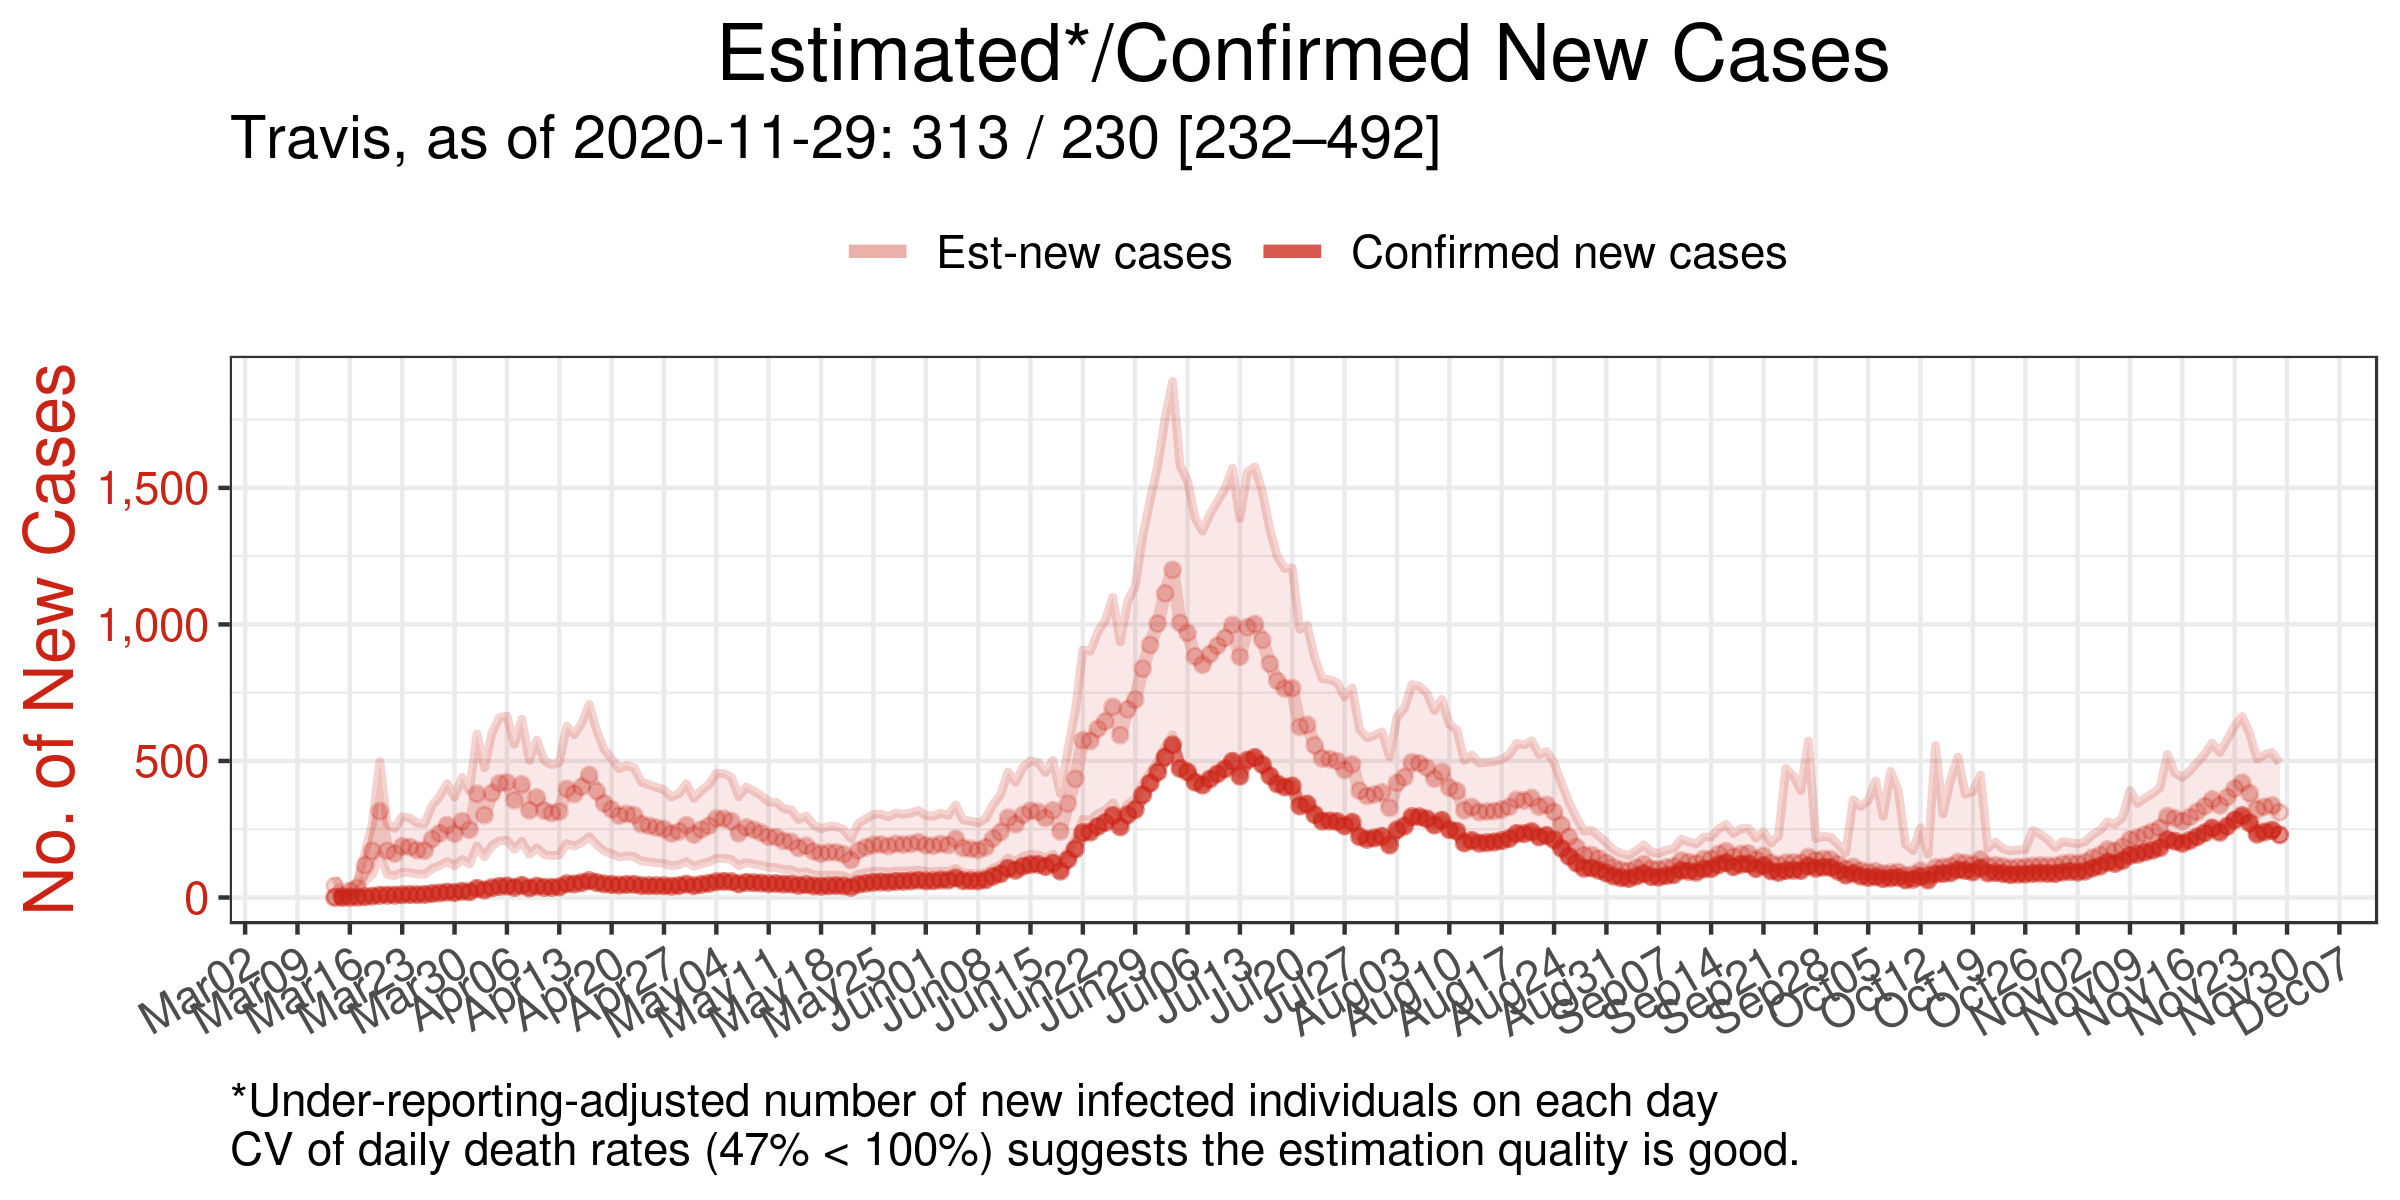 Estimated*/Confirmed New Cases
Travis, as of 2020-11-29: 313 / 230 [232–492]
Est-new cases Confirmed new cases
No. of New Cases
1,500
1,000
500
0
Mar02 Mar09 Mar16 Mar23 Mar30 Apr06 Apr13 Apr20 Apr27 May04 May11 May18 May25 Jun01 Jun08 Jun15 Jun22 Jun29 Jul06 Jul13 Jul20 Jul27 Aug03 Aug10 Aug17 Aug24 Aug31 Sep07 Sep14 Sep21 Sep28 Oct05 Oct12 Oct19 Oct26 Nov02 Nov09 Nov16 Nov23 Nov30 Dec07
*Under-reporting-adjusted number of new infected individuals on each day
CV of daily death rates (47% < 100%) suggests the estimation quality is good.